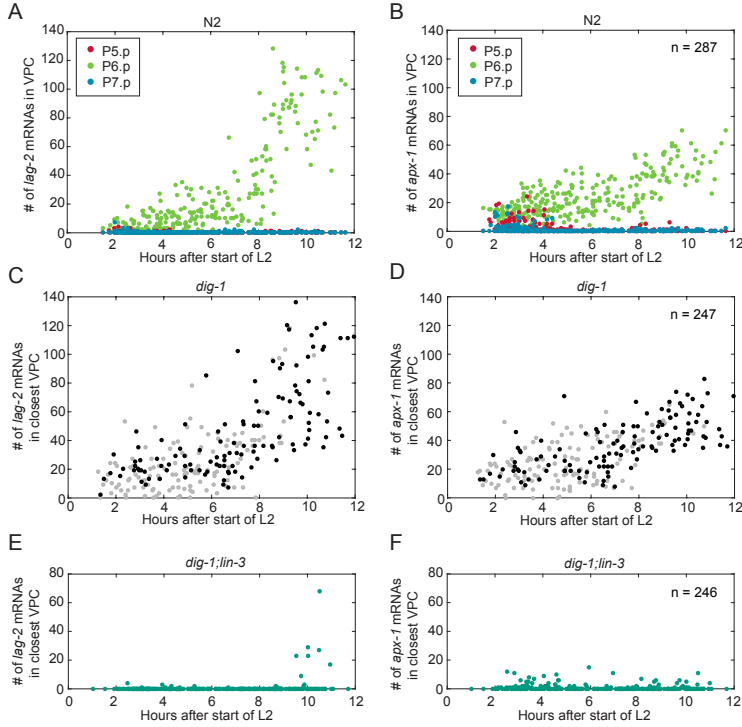 A
N2
P5.p
P6.p
P7.p
# of lag-2 mRNAs in VPC
140
120
100
80
60
40
20
0
0 2 4 6 8 10 12
Hours after start of L2
B
N2
P5.p
P6.p
P7.p
n = 287
# of apx-1 mRNAs in VPC
140
120
100
80
60
40
20
0
0 2 4 6 8 10 12
Hours after start of L2
C
dig-1
# of lag-2 mRNAs
in closest VPC
140
120
100
80
60
40
20
0
0 2 4 6 8 10 12
Hours after start of L2
D
dig-1
n = 247
# of apx-1 mRNAs
in closest VPC
140
120
100
80
60
40
20
0
0 2 4 6 8 10 12
Hours after start of L2
E
dig-1;lin-3
# of lag-2 mRNAs
in closest VPC
80
60
40
20
0
0 2 4 6 8 10 12
Hours after start of L2
F
dig-1;lin-3
n = 246
# of apx-1 mRNAs
in closest VPC
80
60
40
20
0
0 2 4 6 8 10 12
Hours after start of L2